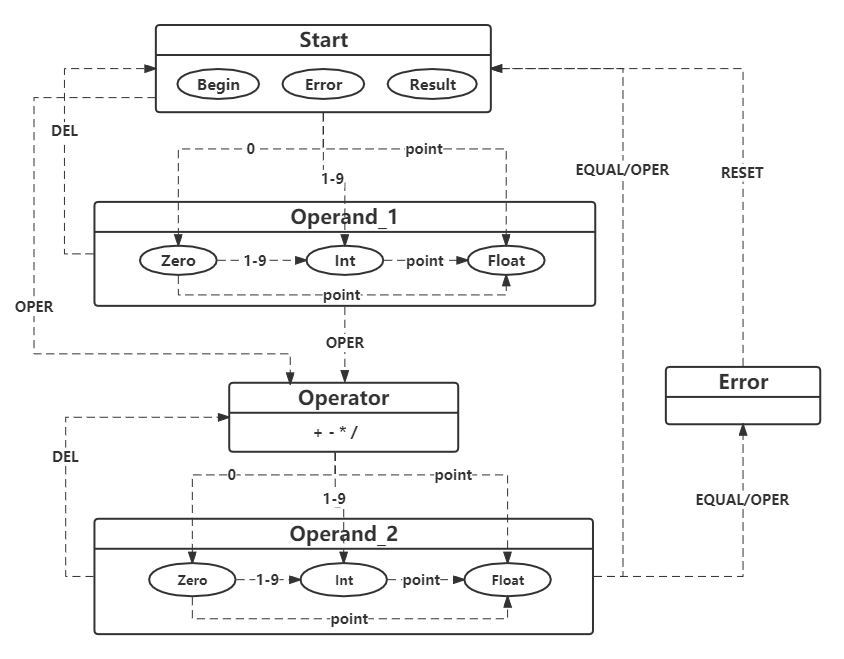 Start
Begin
Error
Result
DEL
0
point
1-9
EQUAL/OPER
RESET
Operand_1
Zero
1-9
Int
point
Float
point
OPER
OPER
Error
Operator
+ - * /
DEL
0
point
1-9
EQUAL/OPER
Operand_2
Zero
1-9
Int
point
Float
point